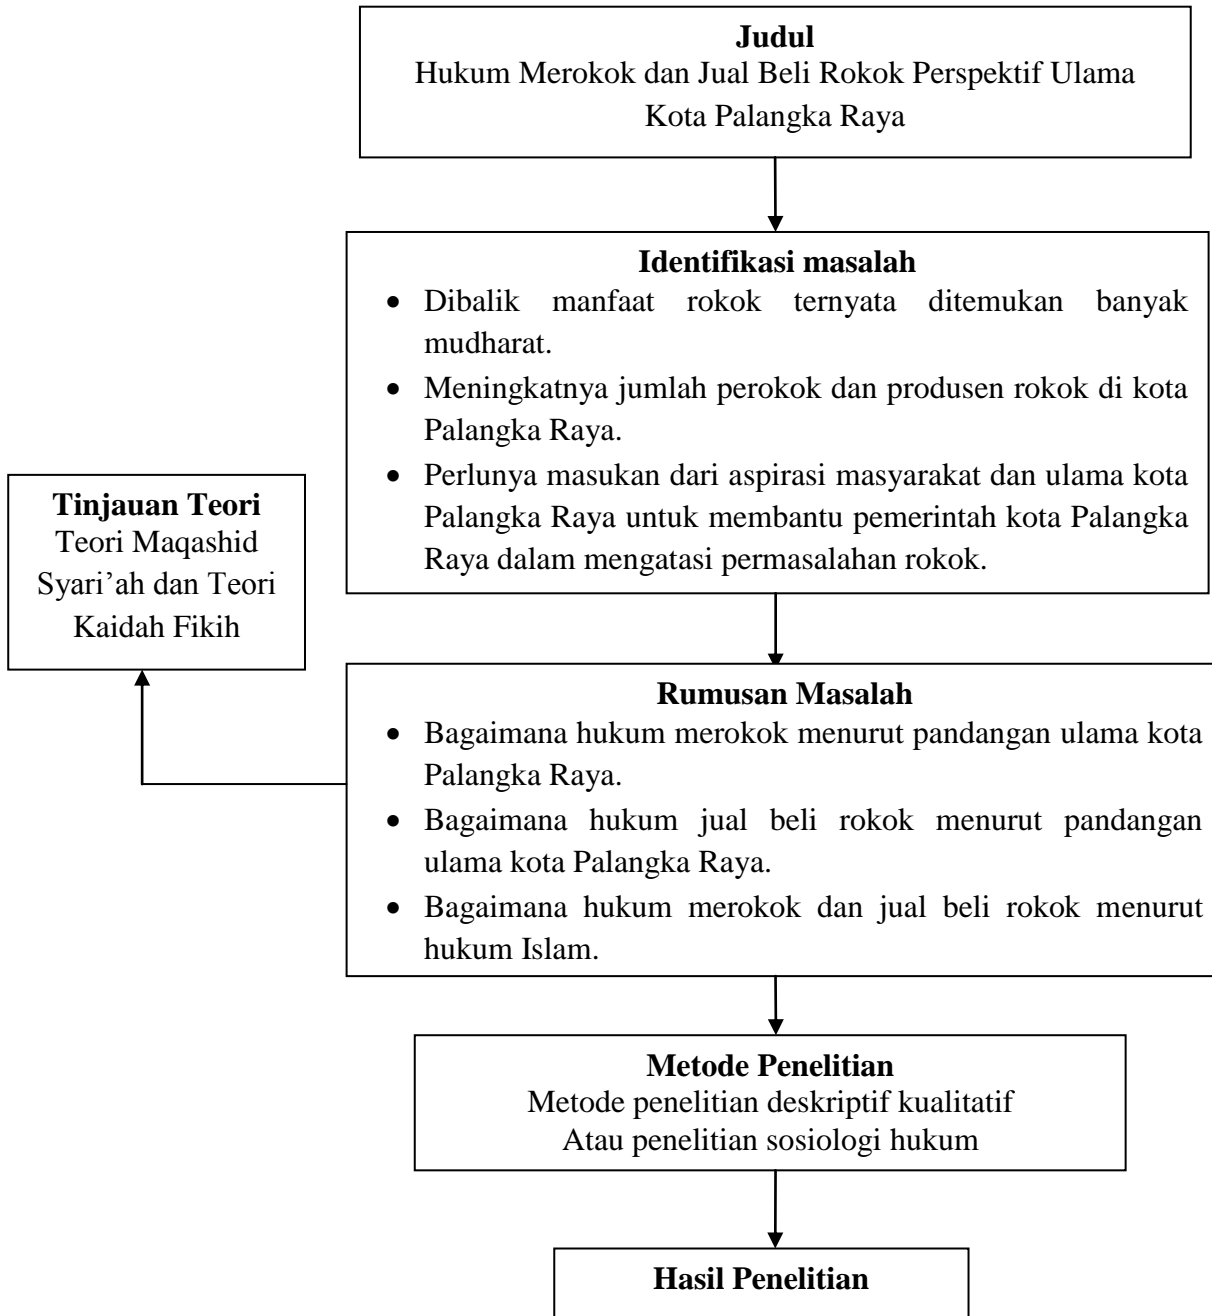 Judul
Hukum Merokok dan Jual Beli Rokok Perspektif Ulama
Kota Palangka Raya
Identifikasi masalah
• Dibalik manfaat rokok ternyata ditemukan banyak
mudharat.
• Meningkatnya jumlah perokok dan produsen rokok di kota
Palangka Raya.
• Perlunya masukan dari aspirasi masyarakat dan ulama kota
Palangka Raya untuk membantu pemerintah kota Palangka
Raya dalam mengatasi permasalahan rokok.
Tinjauan Teori
Teori Maqashid
Syari’ah dan Teori
Kaidah Fikih
Rumusan Masalah
• Bagaimana hukum merokok menurut pandangan ulama kota
Palangka Raya.
• Bagaimana hukum jual beli rokok menurut pandangan
ulama kota Palangka Raya.
• Bagaimana hukum merokok dan jual beli rokok menurut
hukum Islam.
Metode Penelitian
Metode penelitian deskriptif kualitatif
Atau penelitian sosiologi hukum
Hasil Penelitian